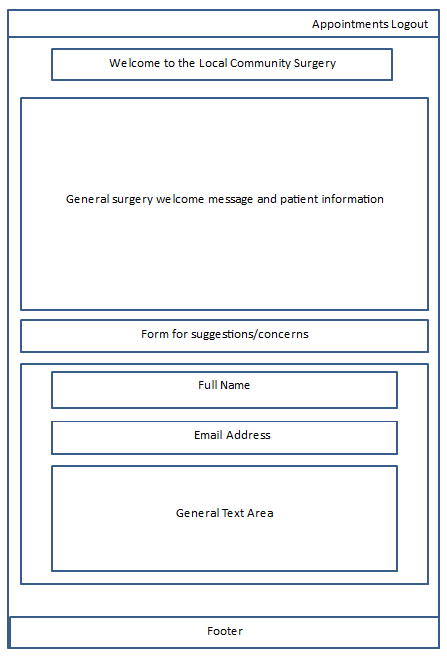 Appointments Logout
Welcome to the Local Community Surgery
General surgery welcome message and patient information
Form for suggestions/concerns
Full Name
Email Address
General Text Area
Footer